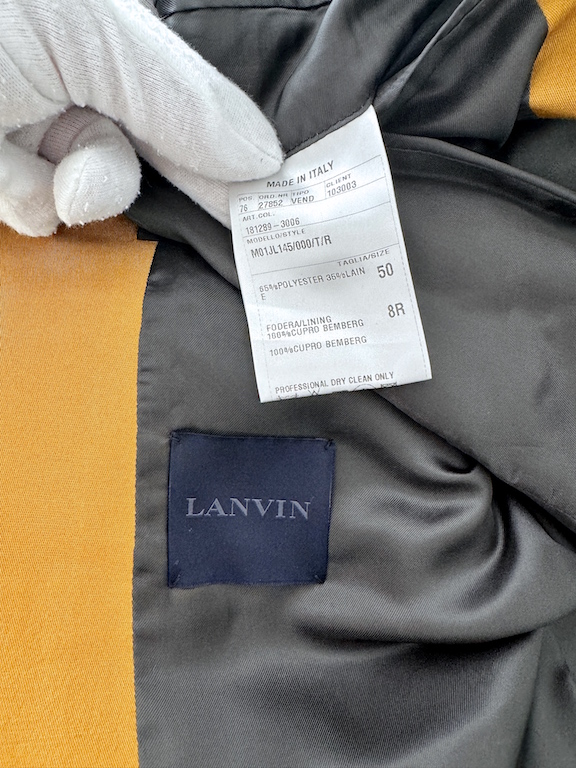 MADE IN ITALY
POS. ORD.NR TIPO CLIENT
76 27852 VEND 103003
ART.COL.
181289-3006
MODELLO/STYLE
M01JL145/000/T/R
TAGLIA/SIZE
65%POLYESTER 35%LAIN 50
E
8R
FODERA/LINING
100%CUPRO BEMBERG
100%CUPRO BEMBERG
PROFESSIONAL DRY CLEAN ONLY
LANVIN